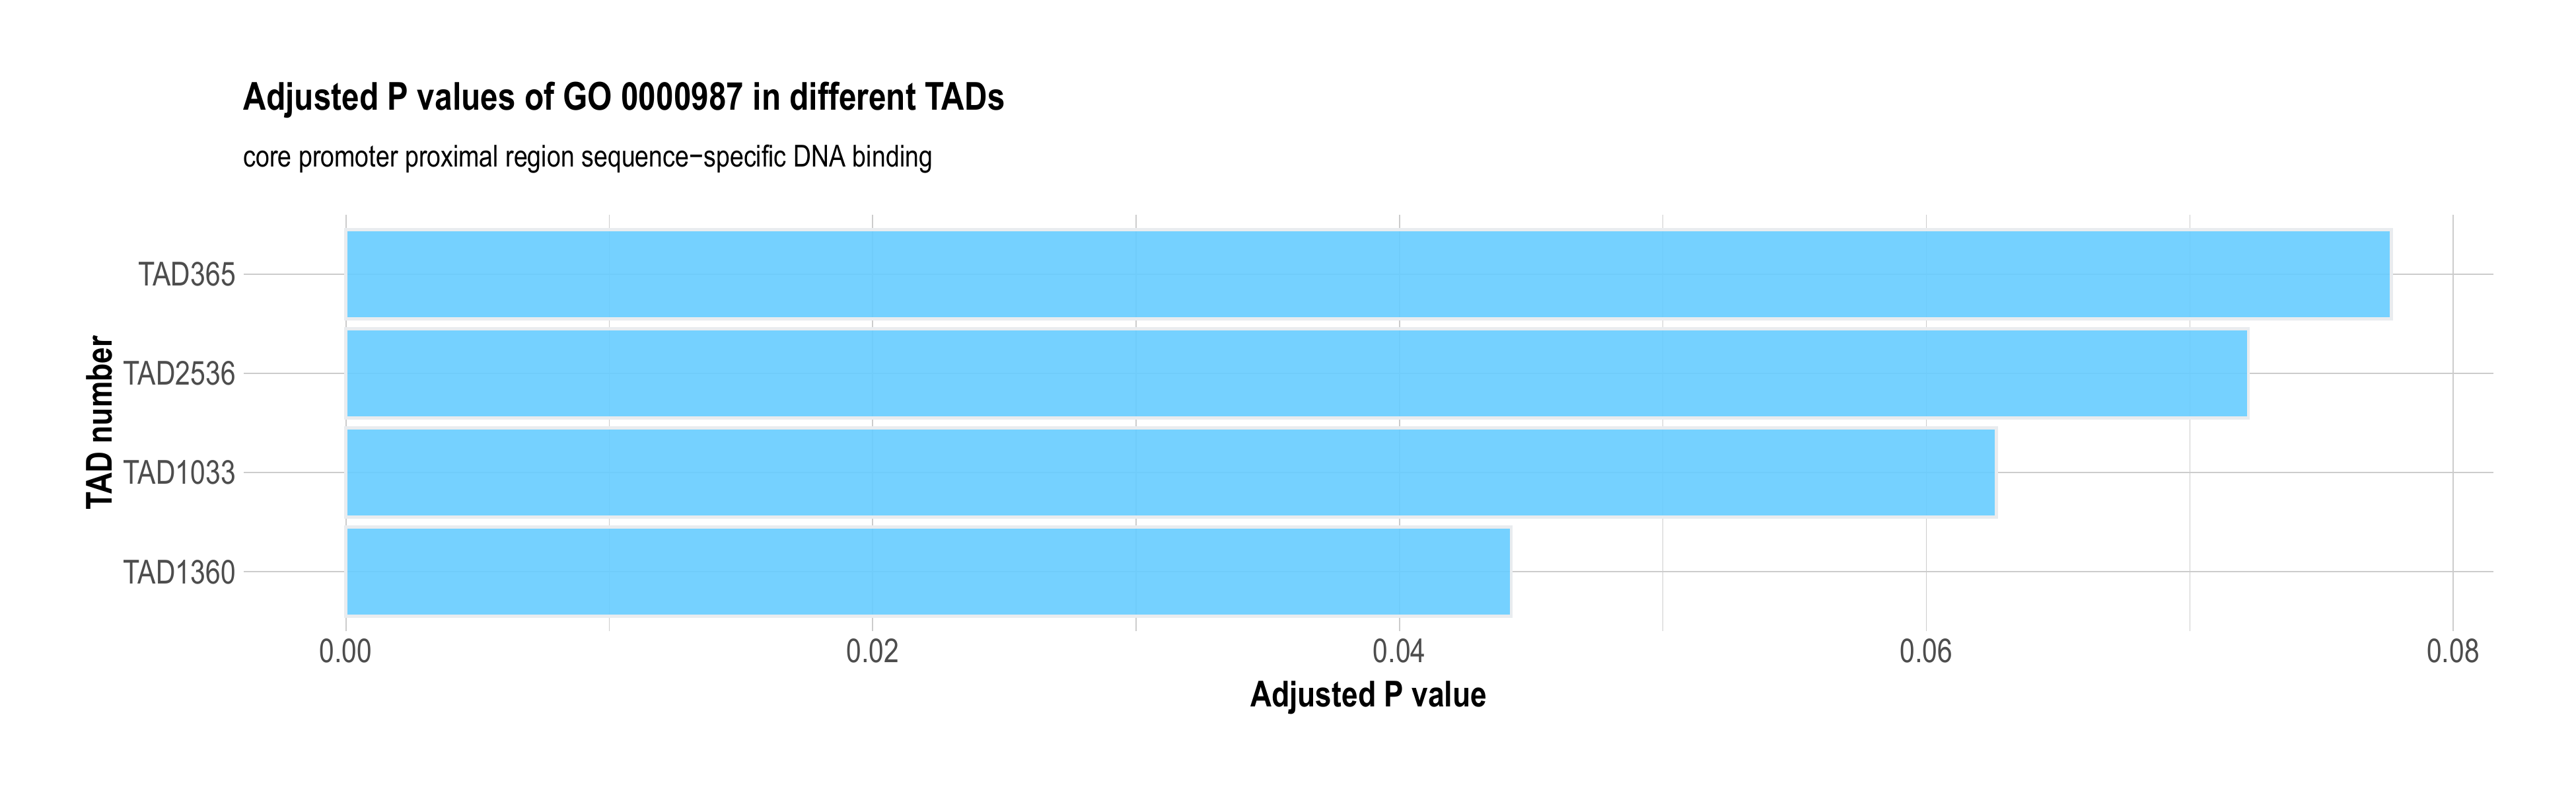 Adjusted P values of GO 0000987 in different TADs
core promoter proximal region sequence−specific DNA binding
TAD number
TAD365
TAD2536
TAD1033
TAD1360
0.00 0.02 0.04 0.06 0.08
Adjusted P value